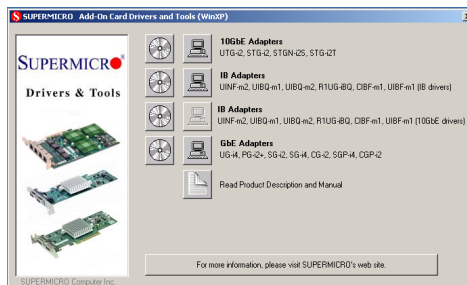 SUPERMICRO Add-On Card Drivers and Tools (WinXP)
SUPERMICRO
Drivers & Tools
10GbE Adapters
UTG-i2, STG-i2, STGN-i2S, STG-i2T
IB Adapters
UINF-m2, UIBQ-m1, UIBQ-m2, R1UG-iBQ, CIBF-m1, UIBF-m1 (IB drivers)
IB Adapters
UINF-m2, UIBQ-m1, UIBQ-m2, R1UG-iBQ, CIBF-m1, UIBF-m1 (10GbE drivers)
GbE Adapters
UG-i4, PG-i2+, SG-i2, SG-i4, CG-i2, SGP-i4, CGP-i2
Read Product Description and Manual
For more information, please visit SUPERMICRO's web site.
SUPERMICRO Computer Inc.